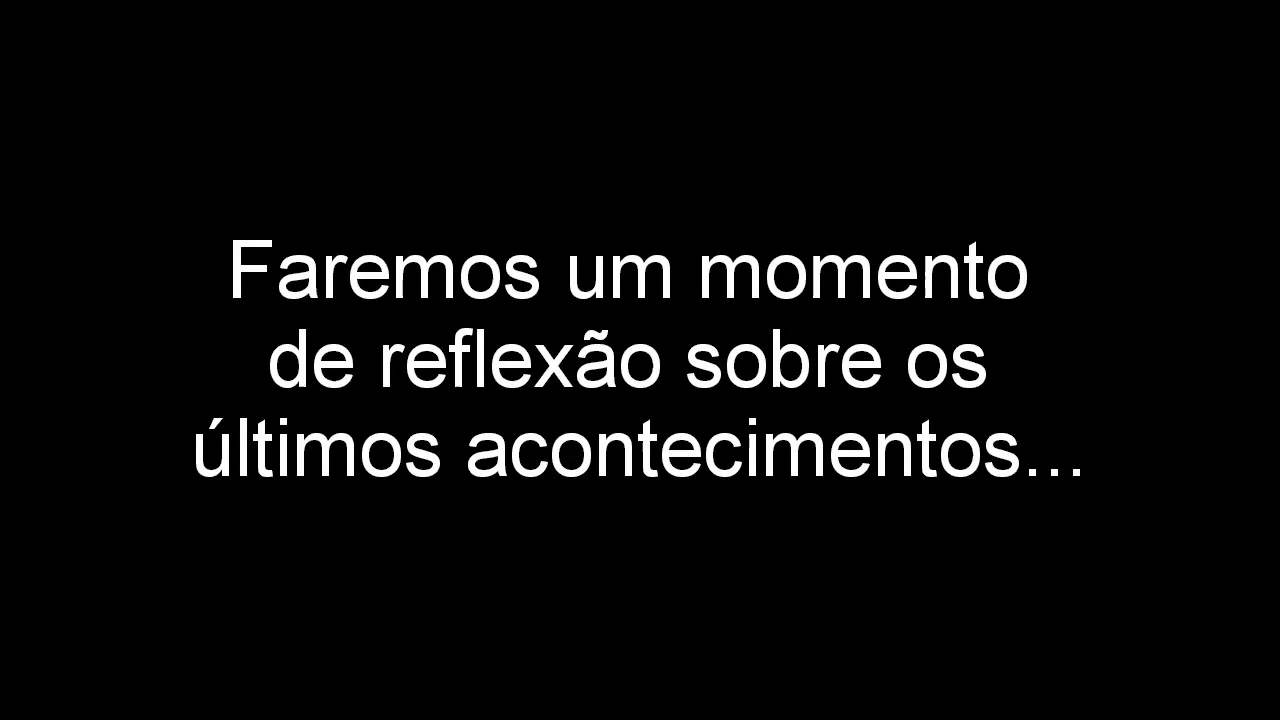 Faremos um momento
de reflexão sobre os
últimos acontecimentos...